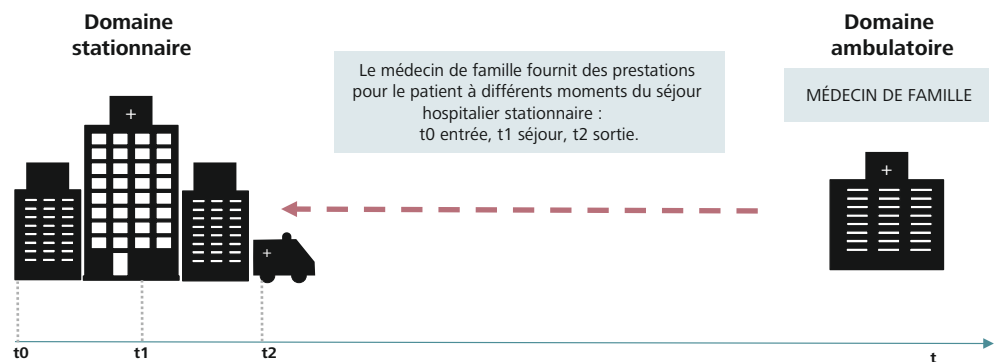 Domaine
stationnaire
Domaine
ambulatoire
Le médecin de famille fournit des prestations
pour le patient à différents moments du séjour
hospitalier stationnaire :
t0 entrée, t1 séjour, t2 sortie.
MÉDECIN DE FAMILLE
t0
t1
t2
t